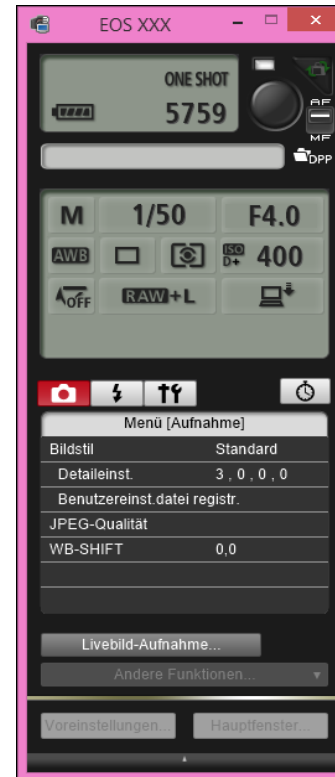 EOS XXX
ONE SHOT
5759
AF
MF
DPP
M 1/50 F4.0
AWB ISO D+ 400
OFF RAW+L
Menü [Aufnahme]
Bildstil Standard
Detaileinst. 3 , 0 , 0 , 0
Benutzereinst.datei registr.
JPEG-Qualität
WB-SHIFT 0,0
Livebild-Aufnahme...
Andere Funktionen...
Voreinstellungen... Hauptfenster...